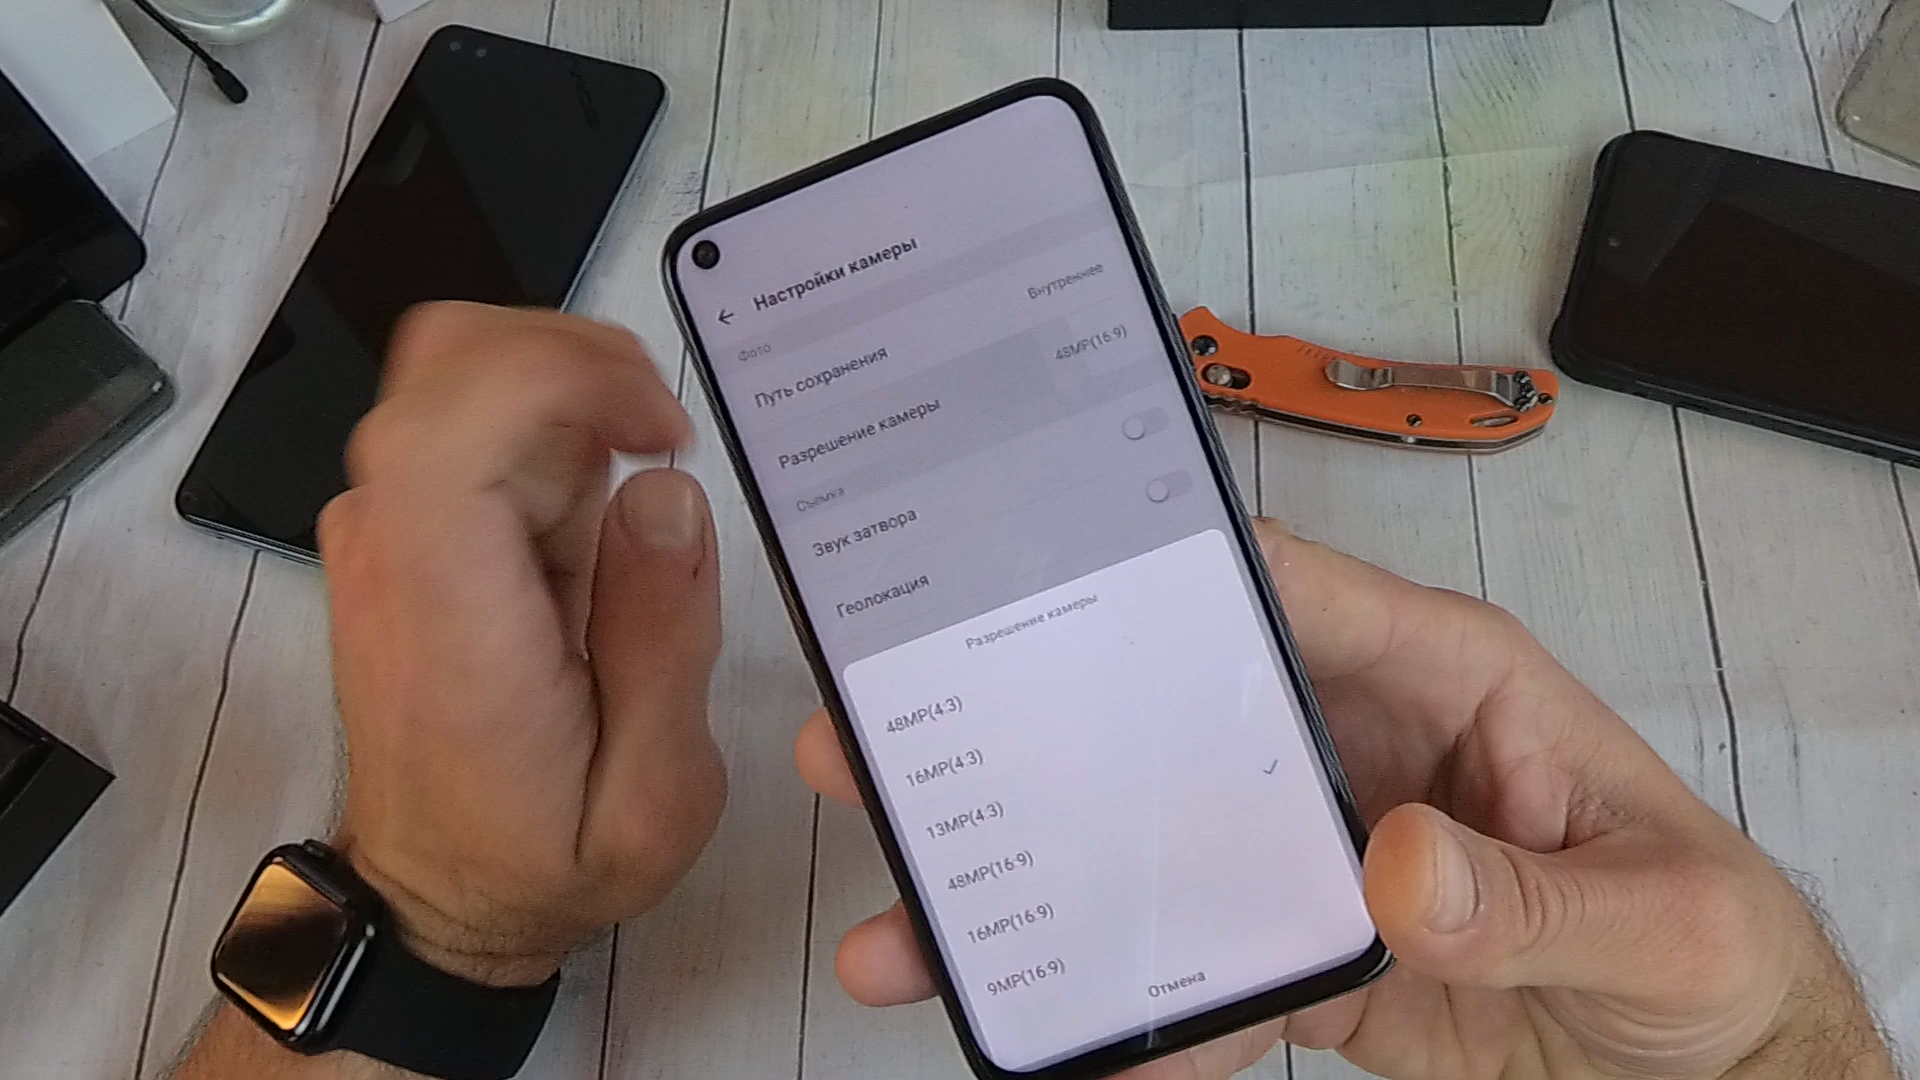 Настройки камеры
Фото
Путь сохранения
Внутреннее
Разрешение камеры
48MP(16:9)
Съемка
Звук затвора
Геолокация
Разрешение камеры
48MP(4:3)
16MP(4:3)
13MP(4:3)
48MP(16:9)
16MP(16:9)
9MP(16:9)
Отмена